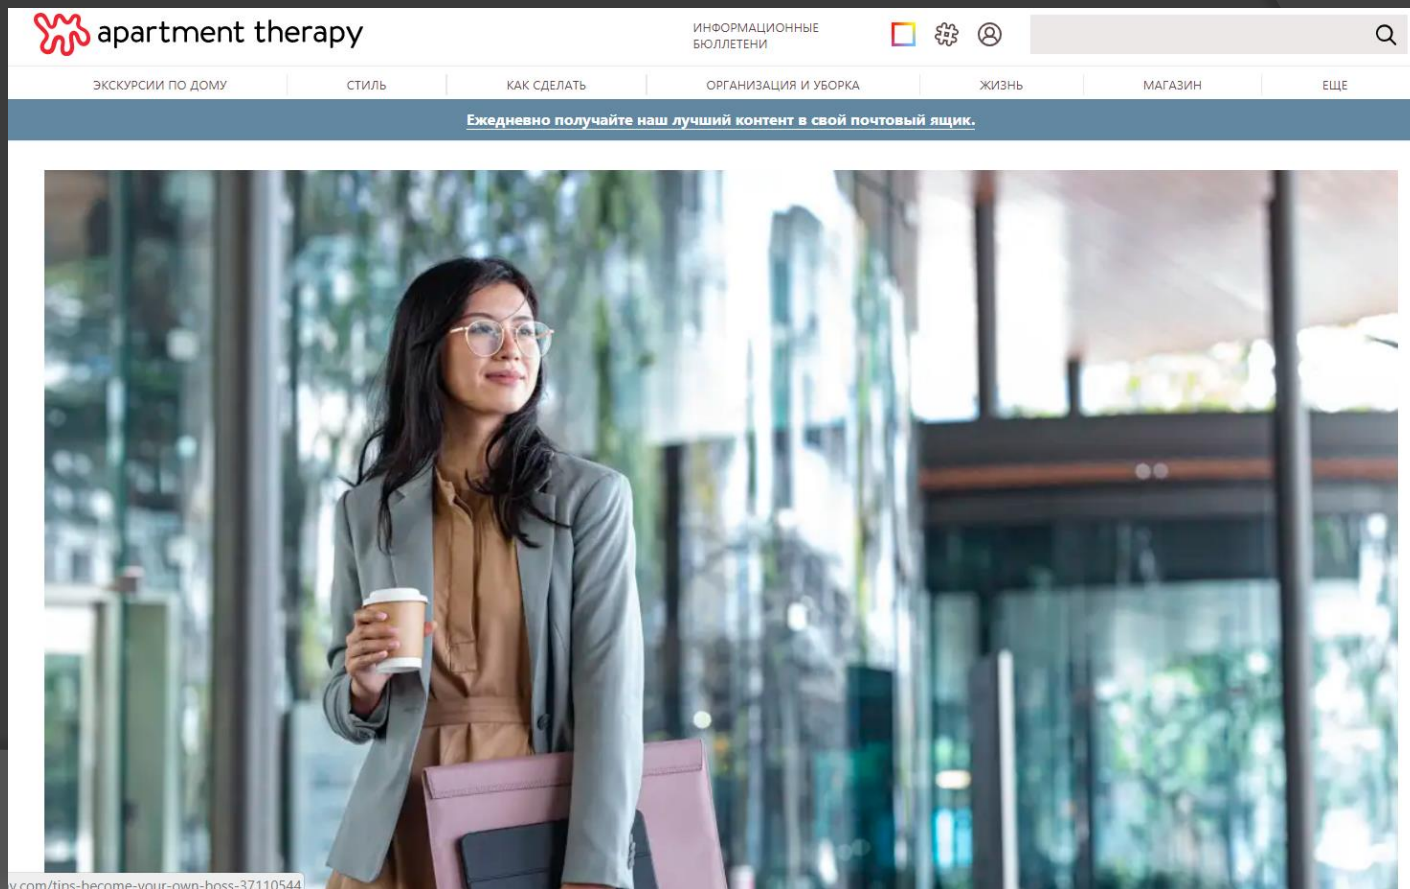 apartment therapy
ИНФОРМАЦИОННЫЕ
БЮЛЛЕТЕНИ
ЭКСКУРСИИ ПО ДОМУ
СТИЛЬ
КАК СДЕЛАТЬ
ОРГАНИЗАЦИЯ И УБОРКА
ЖИЗНЬ
МАГАЗИН
ЕЩЕ
Ежедневно получайте наш лучший контент в свой почтовый ящик.
y.com/tips-become-your-own-boss-37110544